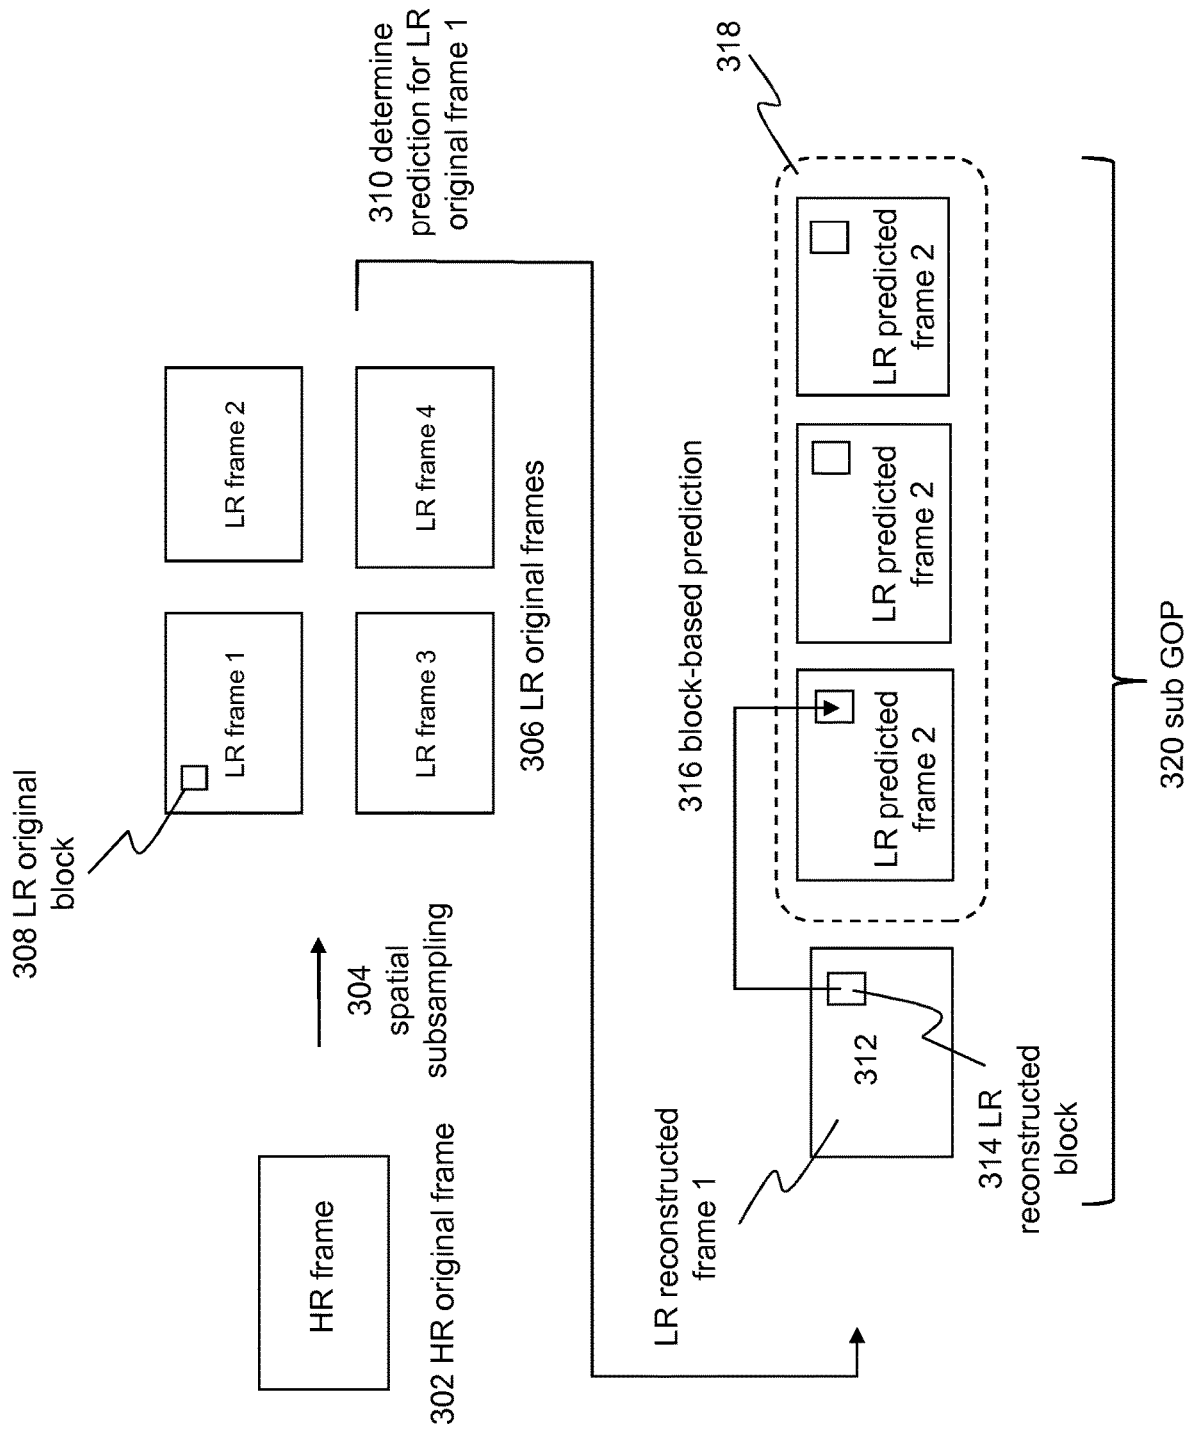 308 LR original
block
LR frame 1
LR frame 2
HR frame
304
spatial
subsampling
LR frame 3
LR frame 4
310 determine
prediction for LR
original frame 1
302 HR original frame
306 LR original frames
LR reconstructed
frame 1
316 block-based prediction
318
312
LR predicted
frame 2
LR predicted
frame 2
LR predicted
frame 2
314 LR
reconstructed
block
320 sub GOP